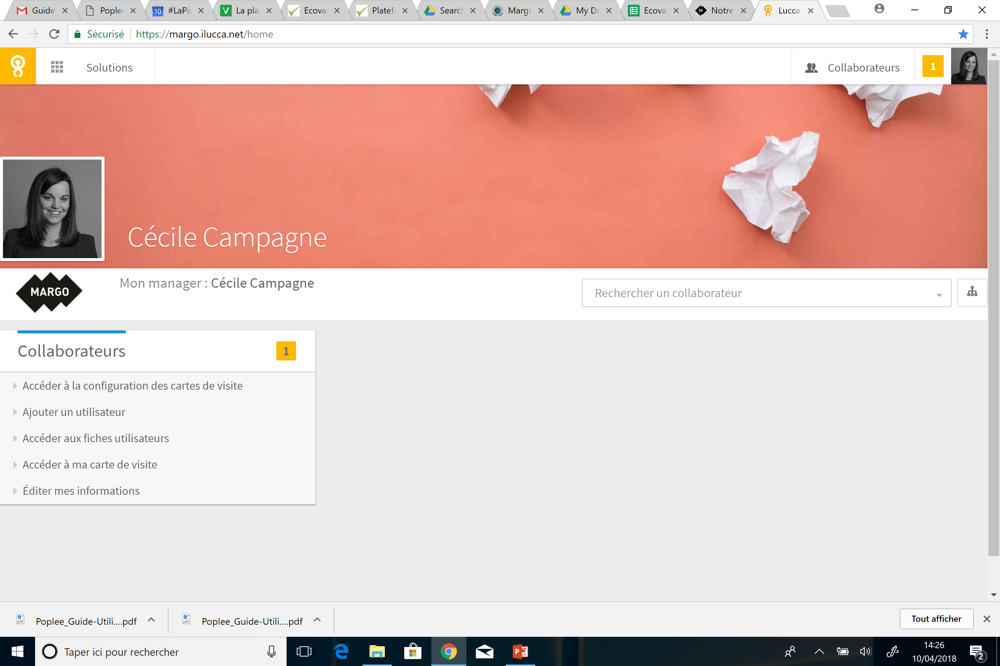 Guide
Poplee
10
#LaPis
La pla
Ecova
Platefo
Search
Margo
My Dr
Ecova
Notre
Lucca
Sécurisé
https://margo.ilucca.net/home
Solutions
Collaborateurs
1
Cécile Campagne
MARGO
Mon manager : Cécile Campagne
Rechercher un collaborateur
Collaborateurs
1
Accéder à la configuration des cartes de visite
Ajouter un utilisateur
Accéder aux fiches utilisateurs
Accéder à ma carte de visite
Éditer mes informations
Poplee_Guide-Utili....pdf
Poplee_Guide-Utili....pdf
Tout afficher
Taper ici pour rechercher
14:26
10/04/2018
2